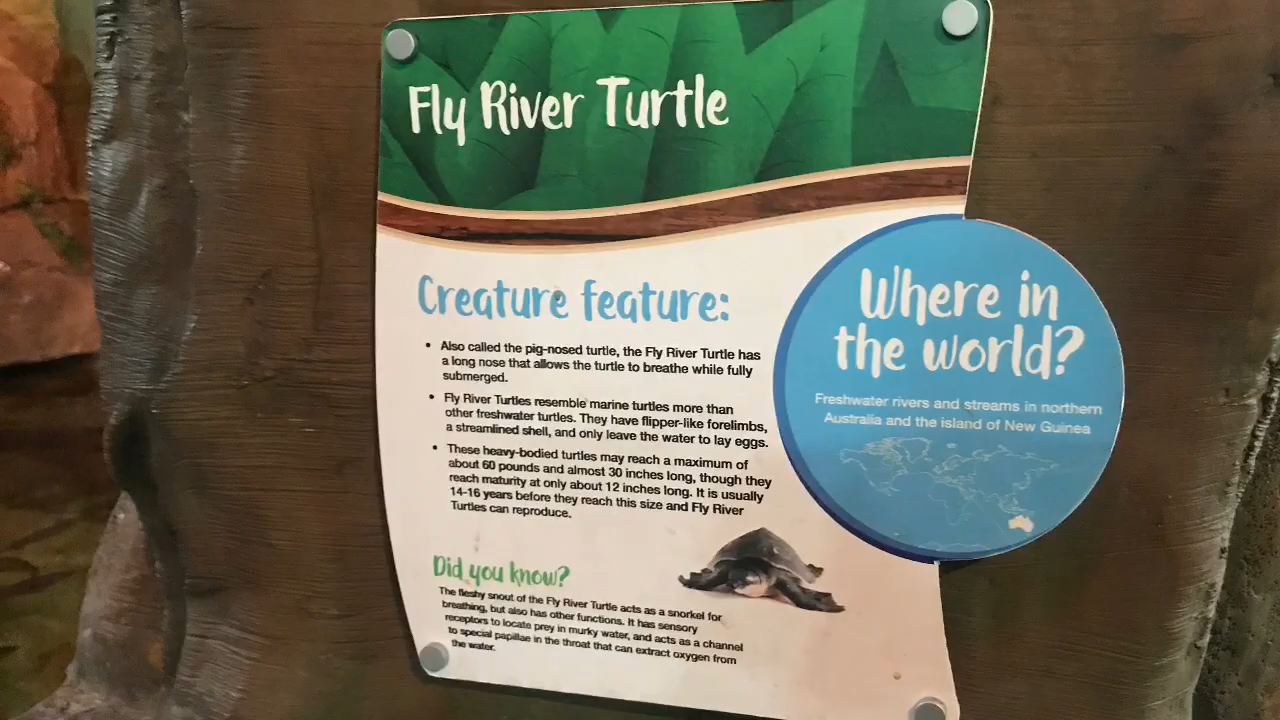 Fly River Turtle
Creature feature:
• Also called the pig-nosed turtle, the Fly River Turtle has
a long nose that allows the turtle to breathe while fully
submerged.
• Fly River Turtles resemble marine turtles more than
other freshwater turtles. They have flipper-like forelimbs,
a streamlined shell, and only leave the water to lay eggs.
• These heavy-bodied turtles may reach a maximum of
about 60 pounds and almost 30 inches long, though they
reach maturity at only about 12 inches long. It is usually
14-16 years before they reach this size and Fly River
Turtles can reproduce.
Did you know?
The fleshy snout of the Fly River Turtle acts as a snorkel for
breathing, but also has other functions. It has sensory
receptors to locate prey in murky water, and acts as a channel
to special papillae in the throat that can extract oxygen from
the water.
Where in
the world?
Freshwater rivers and streams in northern
Australia and the island of New Guinea